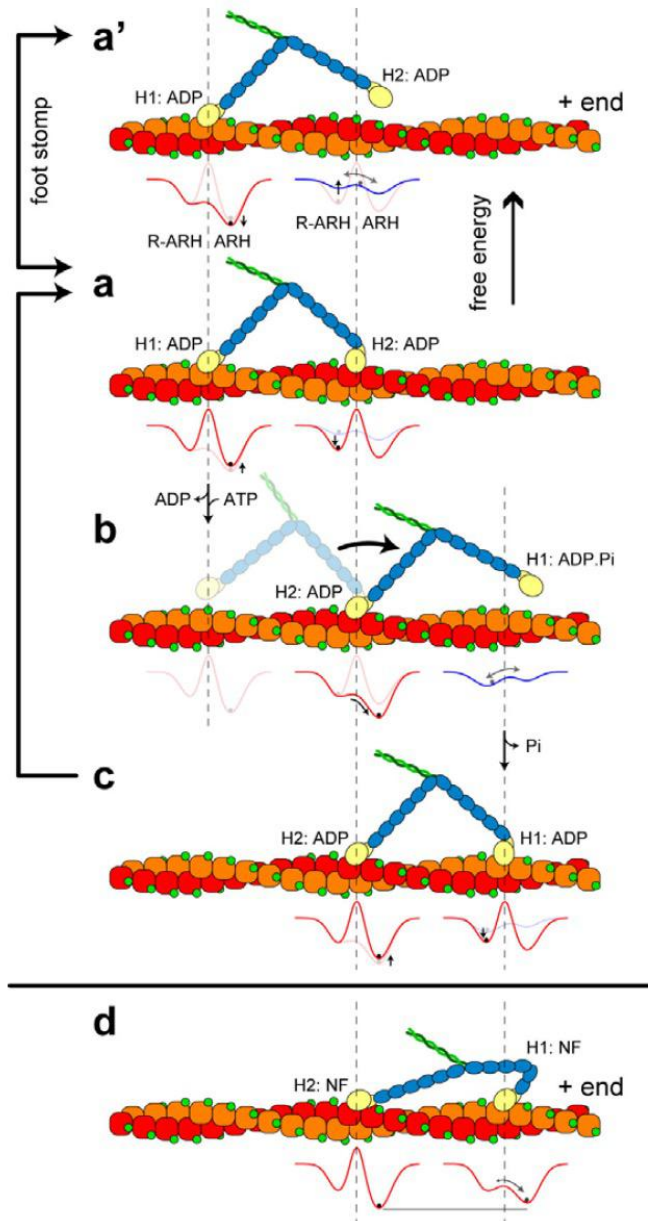 a’
H2: ADP
H1: ADP
+ end
foot stomp
R-ARH ARH
R-ARH ARH
free energy
a
H1: ADP
H2: ADP
ADP ATP
b
H1: ADP.Pi
H2: ADP
Pi
c
H2: ADP
H1: ADP
d
H1: NF
H2: NF
+ end